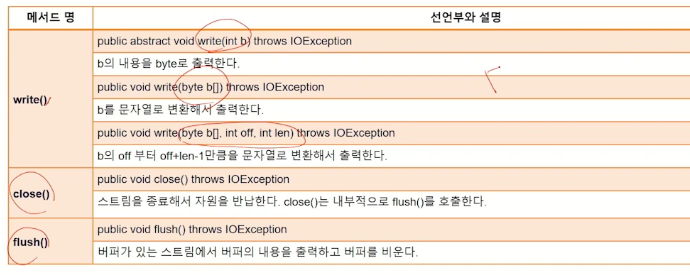 메서드 명 선언부와 설명
public abstract void write(int b) throws IOException
b의 내용을 byte로 출력한다.
write()
public void write(byte b[]) throws IOException
b를 문자열로 변환해서 출력한다.
public void write(byte b[], int off, int len) throws IOException
b의 off 부터 off+len-1만큼을 문자열로 변환해서 출력한다.
close()
public void close() throws IOException
스트림을 종료해서 자원을 반납한다. close()는 내부적으로 flush()를 호출한다.
flush()
public void flush() throws IOException
버퍼가 있는 스트림에서 버퍼의 내용을 출력하고 버퍼를 비운다.